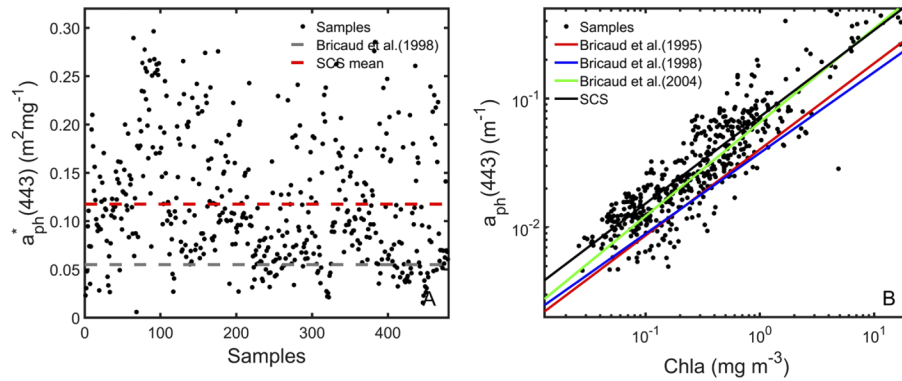 0.30
0.25
0.20
0.15
0.10
0.05
0
a*ph(443) (m2mg-1)
Samples
Bricaud et al.(1998)
SCS mean
A
0 100 200 300 400
Samples
10-1
10-2
aph(443) (m-1)
Samples
Bricaud et al.(1995)
Bricaud et al.(1998)
Bricaud et al.(2004)
SCS
B
10-1 100 101
Chla (mg m-3)